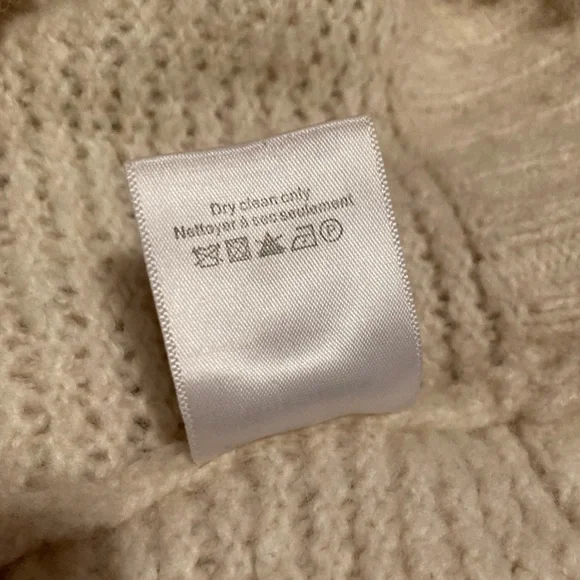 Dry clean only
Nettoyer à sec seulement
P